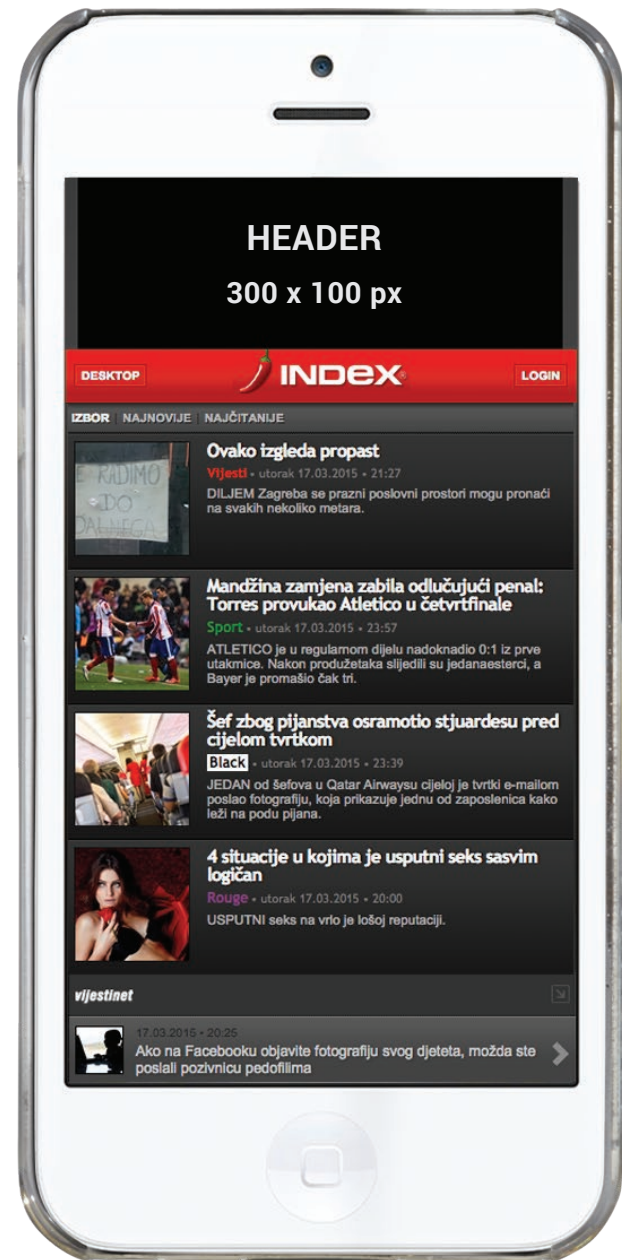 HEADER
300 x 100 px
DESKTOP
INDEX®
LOGIN
IZBOR | NAJNOVIJE | NAJČITANIJE
E RADIMO
DO
DALNEGA
Ovako izgleda propast
Vijesti • utorak 17.03.2015 • 21:27
DILJEM Zagreba se prazni poslovni prostori mogu pronaći
na svakih nekoliko metara.
Mandžina zamjena zabila odlučujući penal:
Torres provukao Atletico u četvrtfinale
Sport • utorak 17.03.2015 • 23:57
ATLETICO je u regularnom dijelu nadoknadio 0:1 iz prve
utakmice. Nakon produžetaka slijedili su jedanaesterci, a
Bayer je promašio čak tri.
Šef zbog pijanstva osramotio stjuardesu pred
cijelom tvrtkom
Black • utorak 17.03.2015 • 23:39
JEDAN od šefova u Qatar Airwaysu cijeloj je tvrtki e-mailom
poslao fotografiju, koja prikazuje jednu od zaposlenica kako
leži na podu pijana.
4 situacije u kojima je usputni seks sasvim
logičan
Rouge • utorak 17.03.2015 • 20:00
USPUTNI seks na vrlo je lošoj reputaciji.
vijestinet
17.03.2015 • 20:25
Ako na Facebooku objavite fotografiju svog djeteta, možda ste
poslali pozivnicu pedofilima